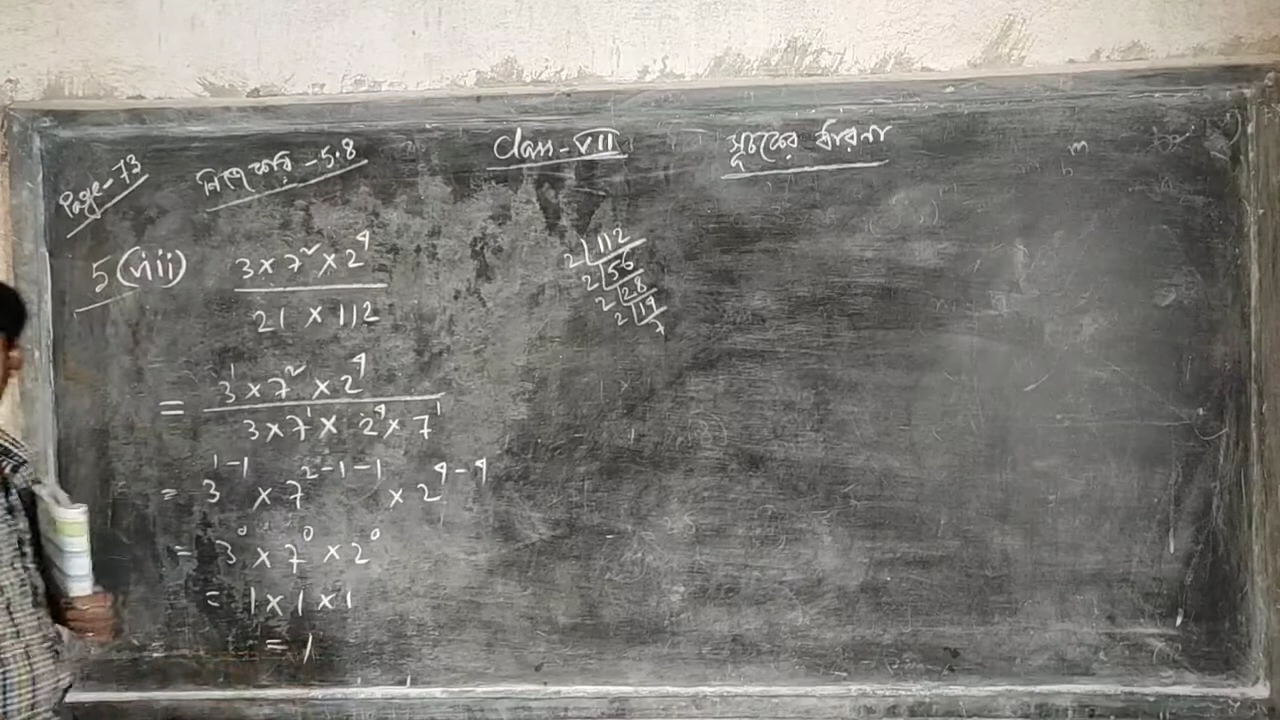 Page-73 নিজে করি -5.8 Class-VII সূচকের ধারণা
5(viii) 3×7²×2⁴
21 × 112
= 3¹×7²×2⁴
3×7¹× 2⁴×7¹
= 3¹⁻¹ × 7²⁻¹⁻¹ × 2⁴⁻⁴
= 3⁰×7⁰×2⁰
= 1×1×1
= 1
2 112
2 56
2 28
2 14
7